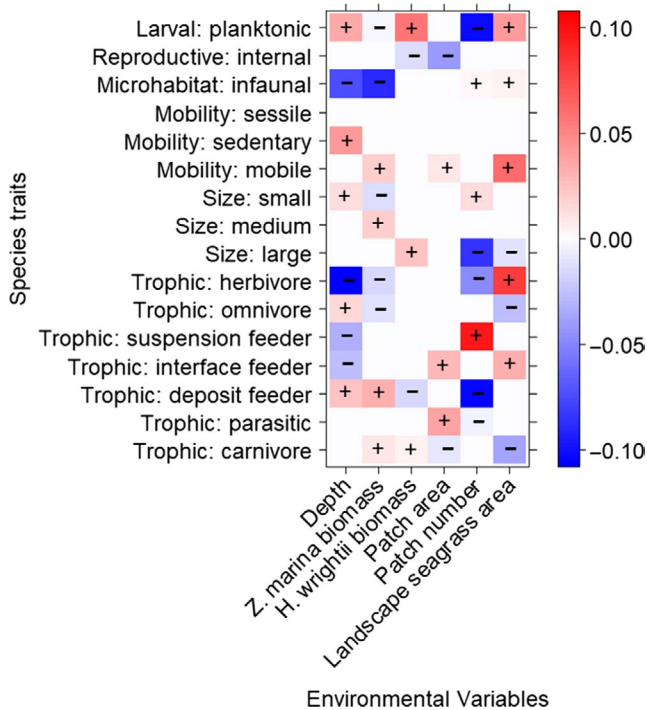 Larval: planktonic + − + − +
Reproductive: internal − −
Microhabitat: infaunal − − + +
Mobility: sessile
Mobility: sedentary +
Mobility: mobile + + +
Size: small + − +
Size: medium +
Size: large + − −
Trophic: herbivore − − − +
Trophic: omnivore + − −
Trophic: suspension feeder − +
Trophic: interface feeder − + +
Trophic: deposit feeder + + − −
Trophic: parasitic + −
Trophic: carnivore + + − −
Species traits
0.10
0.05
0.00
−0.05
−0.10
Depth
Z. marina biomass
H. wrightii biomass
Patch area
Patch number
Landscape seagrass area
Environmental Variables